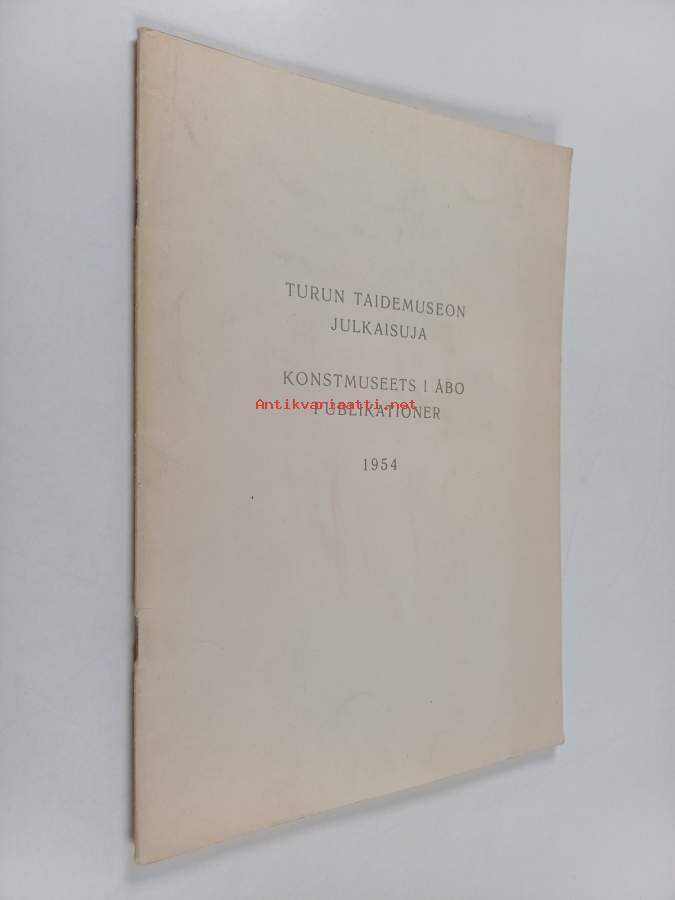 TURUN TAIDEMUSEON
JULKAISUJA
KONSTMUSEETS I ÅBO
Antikvariaatti.net
PUBLIKATIONER
1954